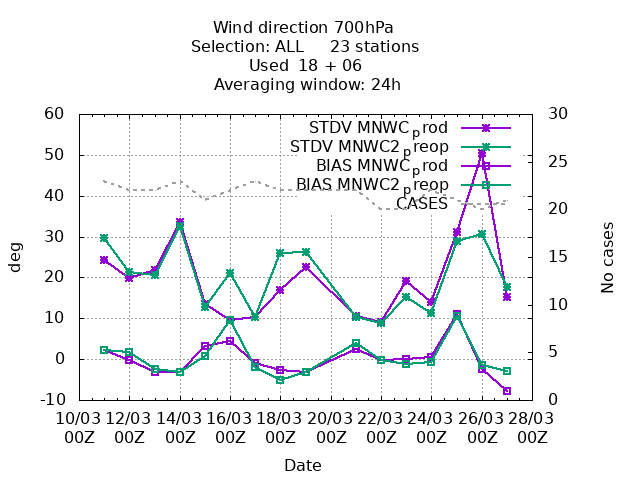 Wind direction 700hPa
Selection: ALL 23 stations
Used 18 + 06
Averaging window: 24h
60
50
40
30
20
10
0
-10
deg
30
25
20
15
10
5
0
No cases
STDV MNWC_prod
STDV MNWC2_preop
BIAS MNWC_prod
BIAS MNWC2_preop
CASES
10/03 12/03 14/03 16/03 18/03 20/03 22/03 24/03 26/03 28/03
00Z 00Z 00Z 00Z 00Z 00Z 00Z 00Z 00Z 00Z
Date